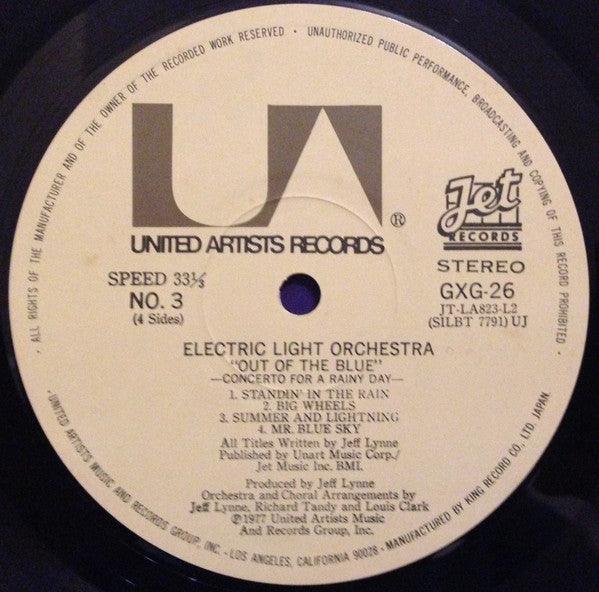 · ALL RIGHTS OF THE MANUFACTURER AND OF THE OWNER OF THE RECORDED WORK RESERVED · UNAUTHORIZED PUBLIC PERFORMANCE, BROADCASTING AND COPYING OF THIS RECORD PROHIBITED ·
UA®
UNITED ARTISTS RECORDS
Jet
RECORDS
SPEED 33⅓
NO. 3
(4 Sides)
STEREO
GXG-26
JT-LA823-L2
(SILBT 7791) UJ
ELECTRIC LIGHT ORCHESTRA
"OUT OF THE BLUE"
—CONCERTO FOR A RAINY DAY—
1. STANDIN' IN THE RAIN
2. BIG WHEELS
3. SUMMER AND LIGHTNING
4. MR. BLUE SKY
All Titles Written by Jeff Lynne
Published by Unart Music Corp./
Jet Music Inc. BMI.
Produced by Jeff Lynne
Orchestra and Choral Arrangements by
Jeff Lynne, Richard Tandy and Louis Clark
℗1977 United Artists Music
And Records Group, Inc.
·UNITED ARTISTS MUSIC AND RECORDS GROUP, INC. · LOS ANGELES, CALIFORNIA 90028 · MANUFACTURED BY KING RECORD CO., LTD. JAPAN.